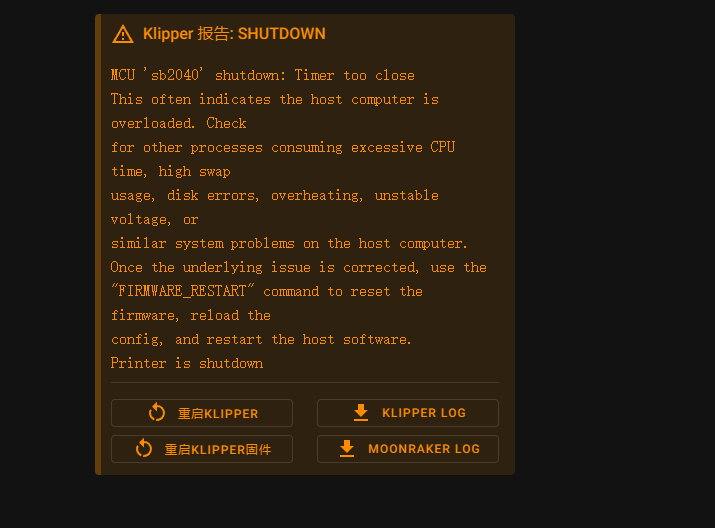 Klipper 报告: SHUTDOWN
MCU 'sb2040' shutdown: Timer too close
This often indicates the host computer is
overloaded. Check
for other processes consuming excessive CPU
time, high swap
usage, disk errors, overheating, unstable
voltage, or
similar system problems on the host computer.
Once the underlying issue is corrected, use the
"FIRMWARE_RESTART" command to reset the
firmware, reload the
config, and restart the host software.
Printer is shutdown
重启KLIPPER
KLIPPER LOG
重启KLIPPER固件
MOONRAKER LOG